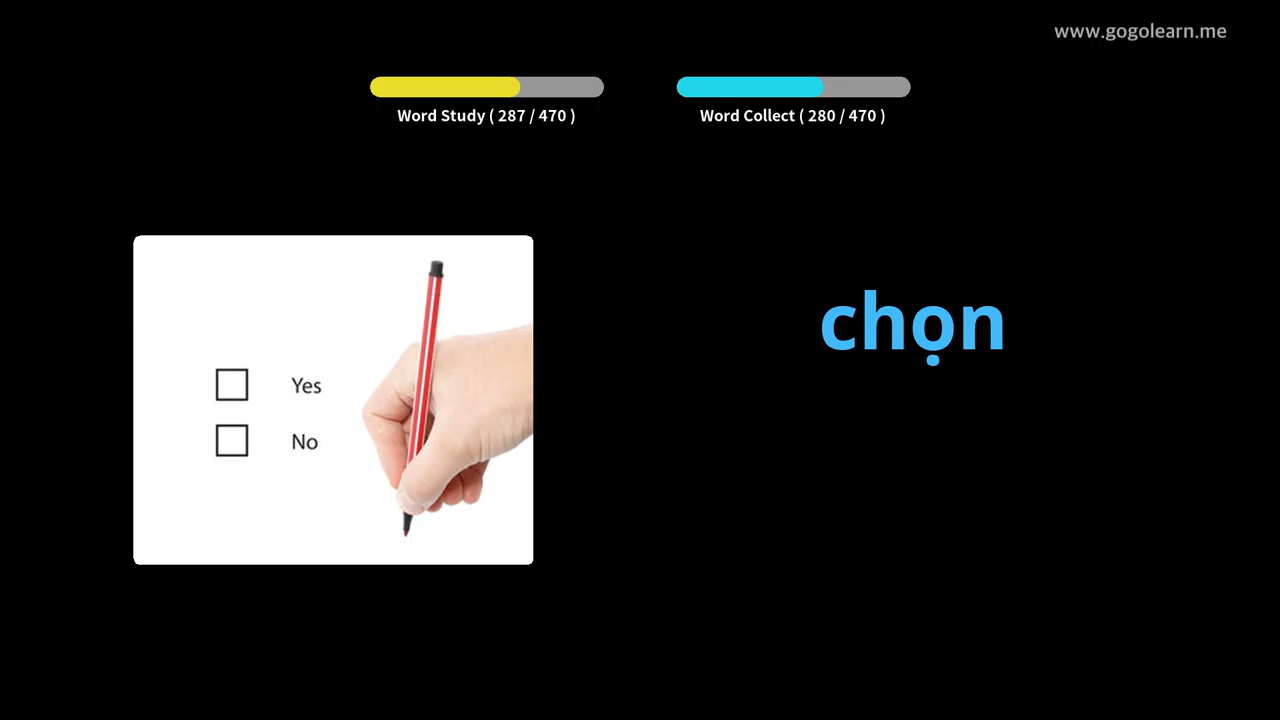 www.gogolearn.me
Word Study ( 287 / 470 )
Word Collect ( 280 / 470 )
chọn
Yes
No